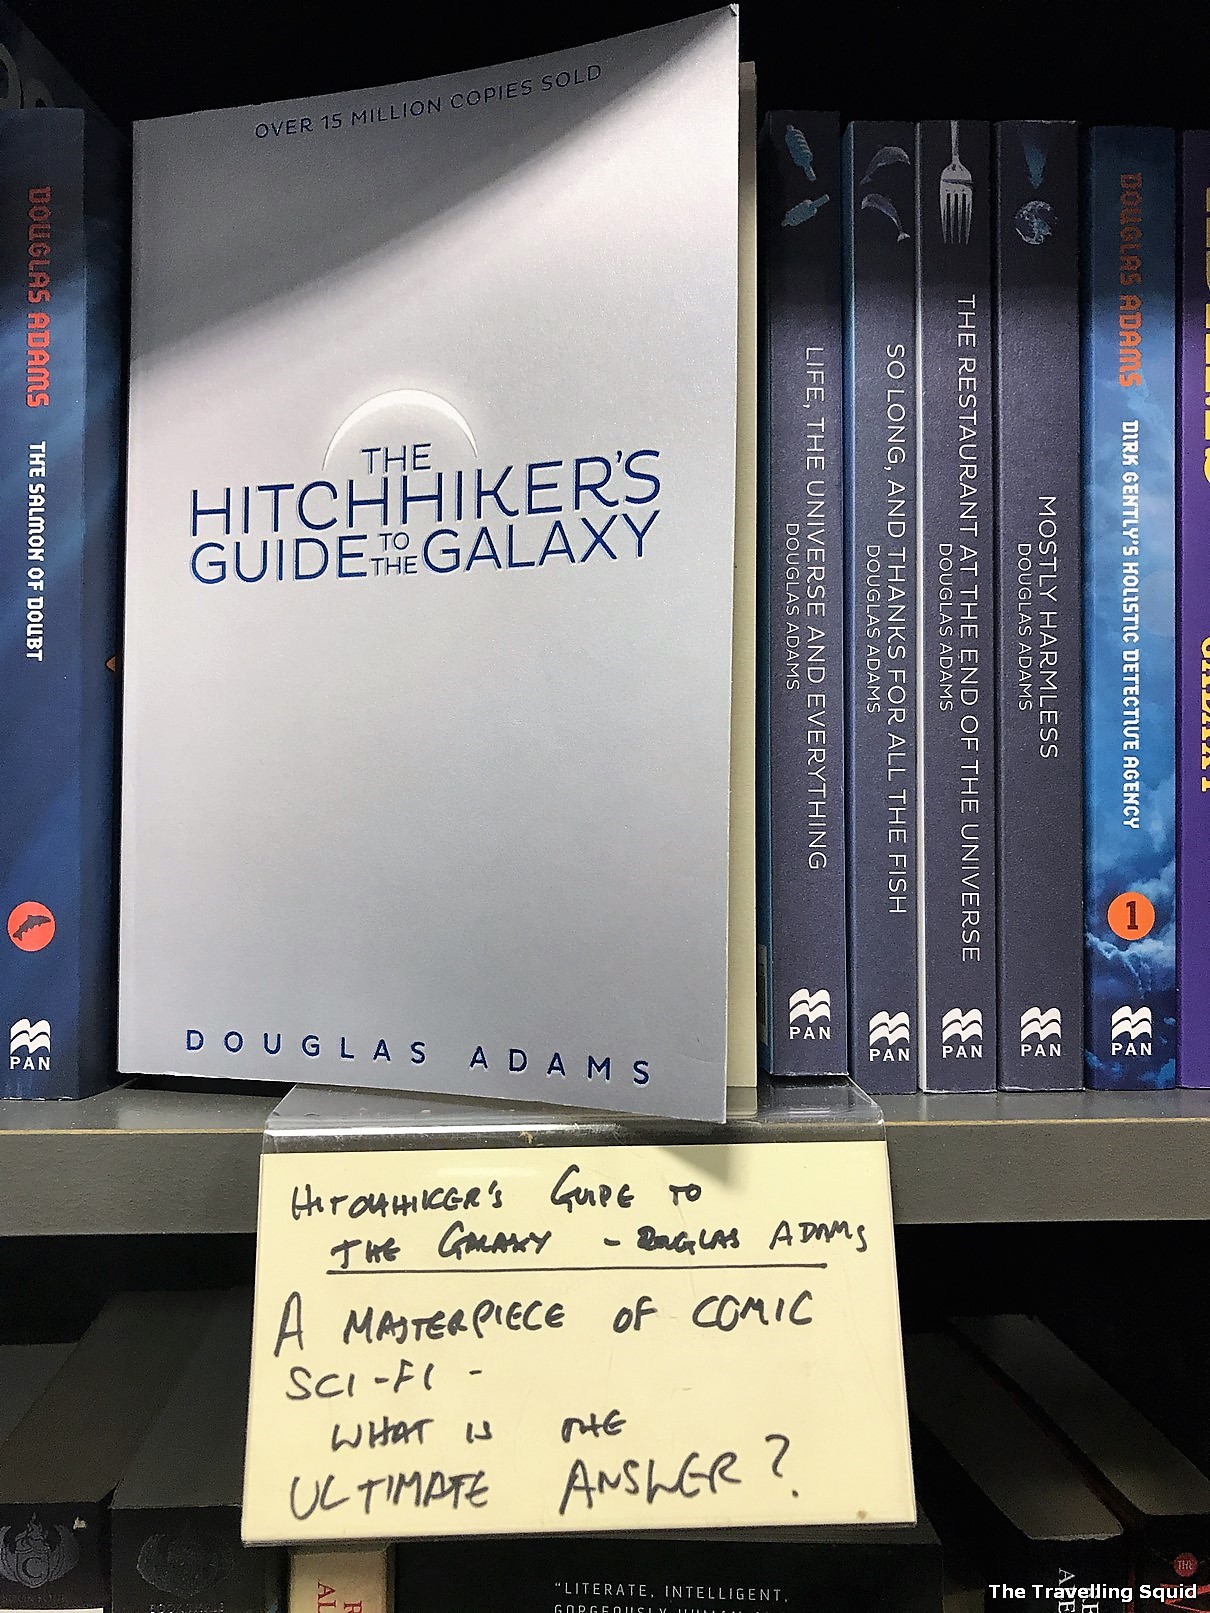 DOUGLAS ADAMS THE SALMON OF DOUBT
PAN
OVER 15 MILLION COPIES SOLD
THE
HITCHHIKER'S
GUIDE TO THE GALAXY
DOUGLAS ADAMS
LIFE, THE UNIVERSE AND EVERYTHING
DOUGLAS ADAMS
PAN
SO LONG, AND THANKS FOR ALL THE FISH
DOUGLAS ADAMS
PAN
THE RESTAURANT AT THE END OF THE UNIVERSE
DOUGLAS ADAMS
PAN
MOSTLY HARMLESS
DOUGLAS ADAMS
PAN
DOUGLAS ADAMS DIRK GENTLY'S HOLISTIC DETECTIVE AGENCY
1
PAN
HITCHHIKER'S GUIDE TO
THE GALAXY - DOUGLAS ADAMS
A MASTERPIECE OF COMIC
SCI-FI -
WHAT IS THE
ULTIMATE ANSWER?
"LITERATE, INTELLIGENT,
GORGEOUSLY HUMAN
THE
The Travelling Squid